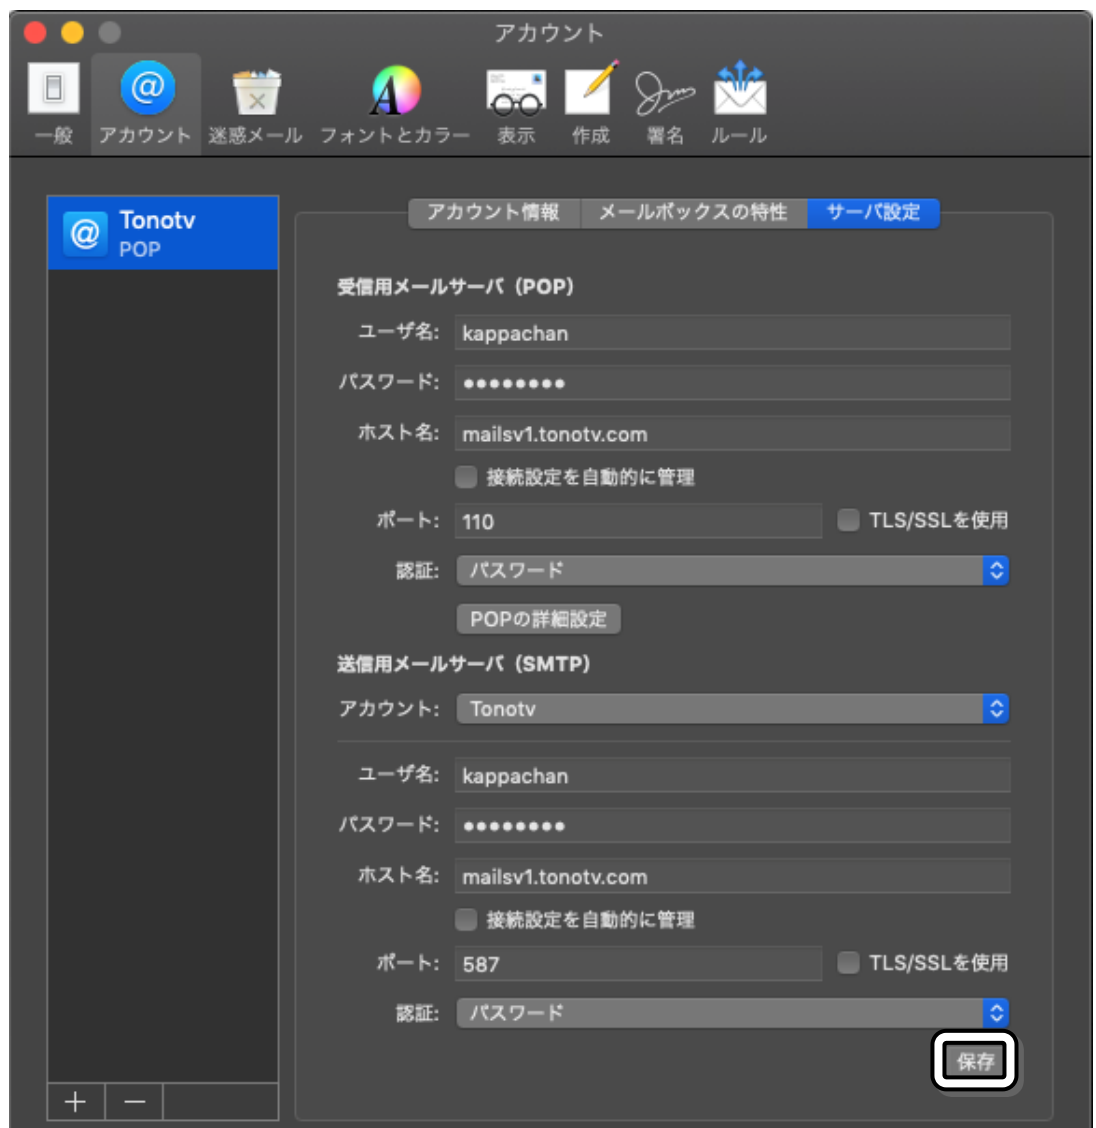 アカウント
一般 アカウント 迷惑メール フォントとカラー 表示 作成 署名 ルール
Tonotv
POP
アカウント情報 メールボックスの特性 サーバ設定
受信用メールサーバ（POP）
ユーザ名: kappachan
パスワード: ●●●●●●●●
ホスト名: mailsv1.tonotv.com
接続設定を自動的に管理
ポート: 110 TLS/SSLを使用
認証: パスワード
POPの詳細設定
送信用メールサーバ（SMTP）
アカウント: Tonotv
ユーザ名: kappachan
パスワード: ●●●●●●●●
ホスト名: mailsv1.tonotv.com
接続設定を自動的に管理
ポート: 587 TLS/SSLを使用
認証: パスワード
保存